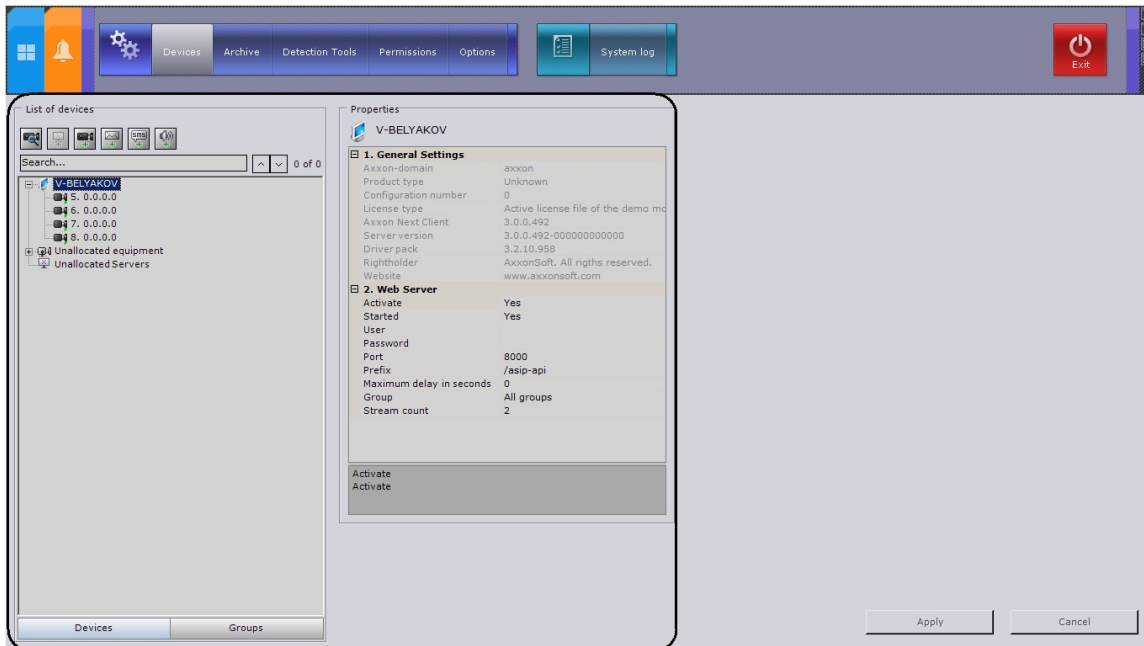 Devices
Archive
Detection Tools
Permissions
Options
System log
Exit
List of devices
SMS
Search...
0 of 0
V-BELYAKOV
5. 0.0.0.0
6. 0.0.0.0
7. 0.0.0.0
8. 0.0.0.0
Unallocated equipment
Unallocated Servers
Devices
Groups
Properties
V-BELYAKOV
1. General Settings
Axxon-domain axxon
Product type Unknown
Configuration number 0
License type Active license file of the demo mo
Axxon Next Client 3.0.0.492
Server version 3.0.0.492-000000000000
Driver pack 3.2.10.958
Rightholder AxxonSoft. All rigths reserved.
Website www.axxonsoft.com
2. Web Server
Activate Yes
Started Yes
User
Password
Port 8000
Prefix /asip-api
Maximum delay in seconds 0
Group All groups
Stream count 2
Activate
Activate
Apply
Cancel